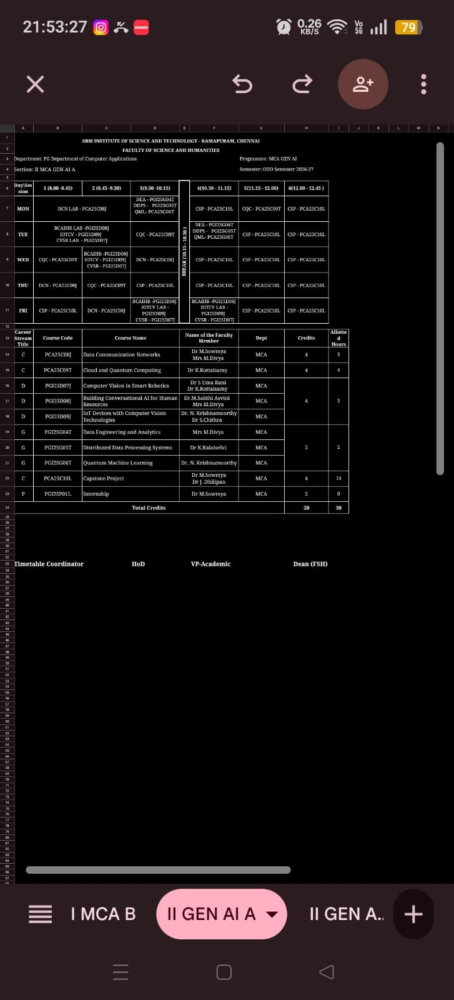 21:53:27 zomato 0.26 KB/S Vo 5G 79
A B C D E F G H I J K L M N
SRM INSTITUTE OF SCIENCE AND TECHNOLOGY - RAMAPURAM, CHENNAI
FACULTY OF SCIENCE AND HUMANITIES
Department: PG Department of Computer Applications Programme: MCA GEN AI
Section: II MCA GEN AI A Semester: ODD Semester 2026-27
Day\Session 1 (8.00 -8.45) 2 (8.45 -9.30) 3(9.30 -10.15) BREAK (10.15 - 10.30 ) 4(10.30 - 11.15) 5(11.15 - 12.00) 6(12.00 - 12.45 )
MON DCN LAB - PCA25C08J DEA - PGI25G04T DDPS - PGI25G05T QML- PCA25G06T CSP - PCA25C10L CQC - PCA25C09T CSP - PCA25C10L
TUE BCAIHR LAB -PGI25D08J IOTCV - PGI25D09J CVSR LAB - PGI25D07J CQC - PCA25C09T DEA - PGI25G04T DDPS - PGI25G05T QML- PCA25G06T CSP - PCA25C10L CSP - PCA25C10L
WED CQC - PCA25C09T BCAIHR -PGI25D08J IOTCV - PGI25D09J CVSR - PGI25D07J DCN - PCA25C08J CSP - PCA25C10L CSP - PCA25C10L CSP - PCA25C10L
THU DCN - PCA25C08J CQC - PCA25C09T CSP - PCA25C10L CSP - PCA25C10L CSP - PCA25C10L CSP - PCA25C10L
FRI CSP - PCA25C10L DCN - PCA25C08J BCAIHR -PGI25D08J IOTCV LAB - PGI25D09J CVSR - PGI25D07J BCAIHR -PGI25D08J IOTCV LAB - PGI25D09J CVSR - PGI25D07J CSP - PCA25C10L CSP - PCA25C10L
Career Stream Title Course Code Course Name Name of the Faculty Member Dept Credits Allotted Hours
C PCA25C08J Data Communication Networks Dr M.Sowmya Mrs M.Divya MCA 4 5
C PCA25C09T Cloud and Quantum Computing Dr K.Kottaisamy MCA 4 4
D PGI25D07J Computer Vision in Smart Robotics Dr S Uma Rani Dr K.Kottaisamy MCA
D PGI25D08J Building Conversational AI for Human Resources Dr.M.Sakthi Asvini Mrs M.Divya MCA 4 5
D PGI25D09J IoT Devices with Computer Vision Technologies Dr. N. Krishnamoorthy Dr S.Chithra MCA
G PGI25G04T Data Engineering and Analytics Mrs M.Divya MCA
G PGI25G05T Distributed Data Processing Systems Dr K.Kalaiselvi MCA 2 2
G PGI25G06T Quantum Machine Learning Dr. N. Krishnamoorthy MCA
C PCA25C10L Capstone Project Dr M.Sowmya Dr J .Dhilipan MCA 4 14
P PGI25P01L Internship Dr M.Sowmya MCA 2 0
Total Credits 20 30
Timetable Coordinator HoD VP-Academic Dean (FSH)
I MCA B II GEN AI A II GEN A..